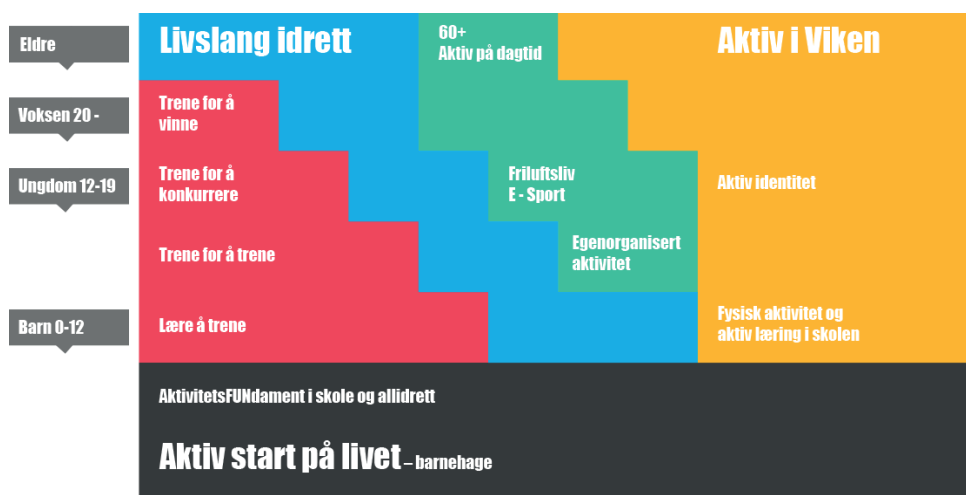 Eldre
Livslang idrett
60+
Aktiv på dagtid
Aktiv i Viken
Voksen 20 -
Trene for å
vinne
Ungdom 12-19
Trene for å
konkurrere
Friluftsliv
E - Sport
Aktiv identitet
Trene for å trene
Egenorganisert
aktivitet
Barn 0-12
Lære å trene
Fysisk aktivitet og
aktiv læring i skolen
AktivitetsFUNdament i skole og allidrett
Aktiv start på livet – barnehage